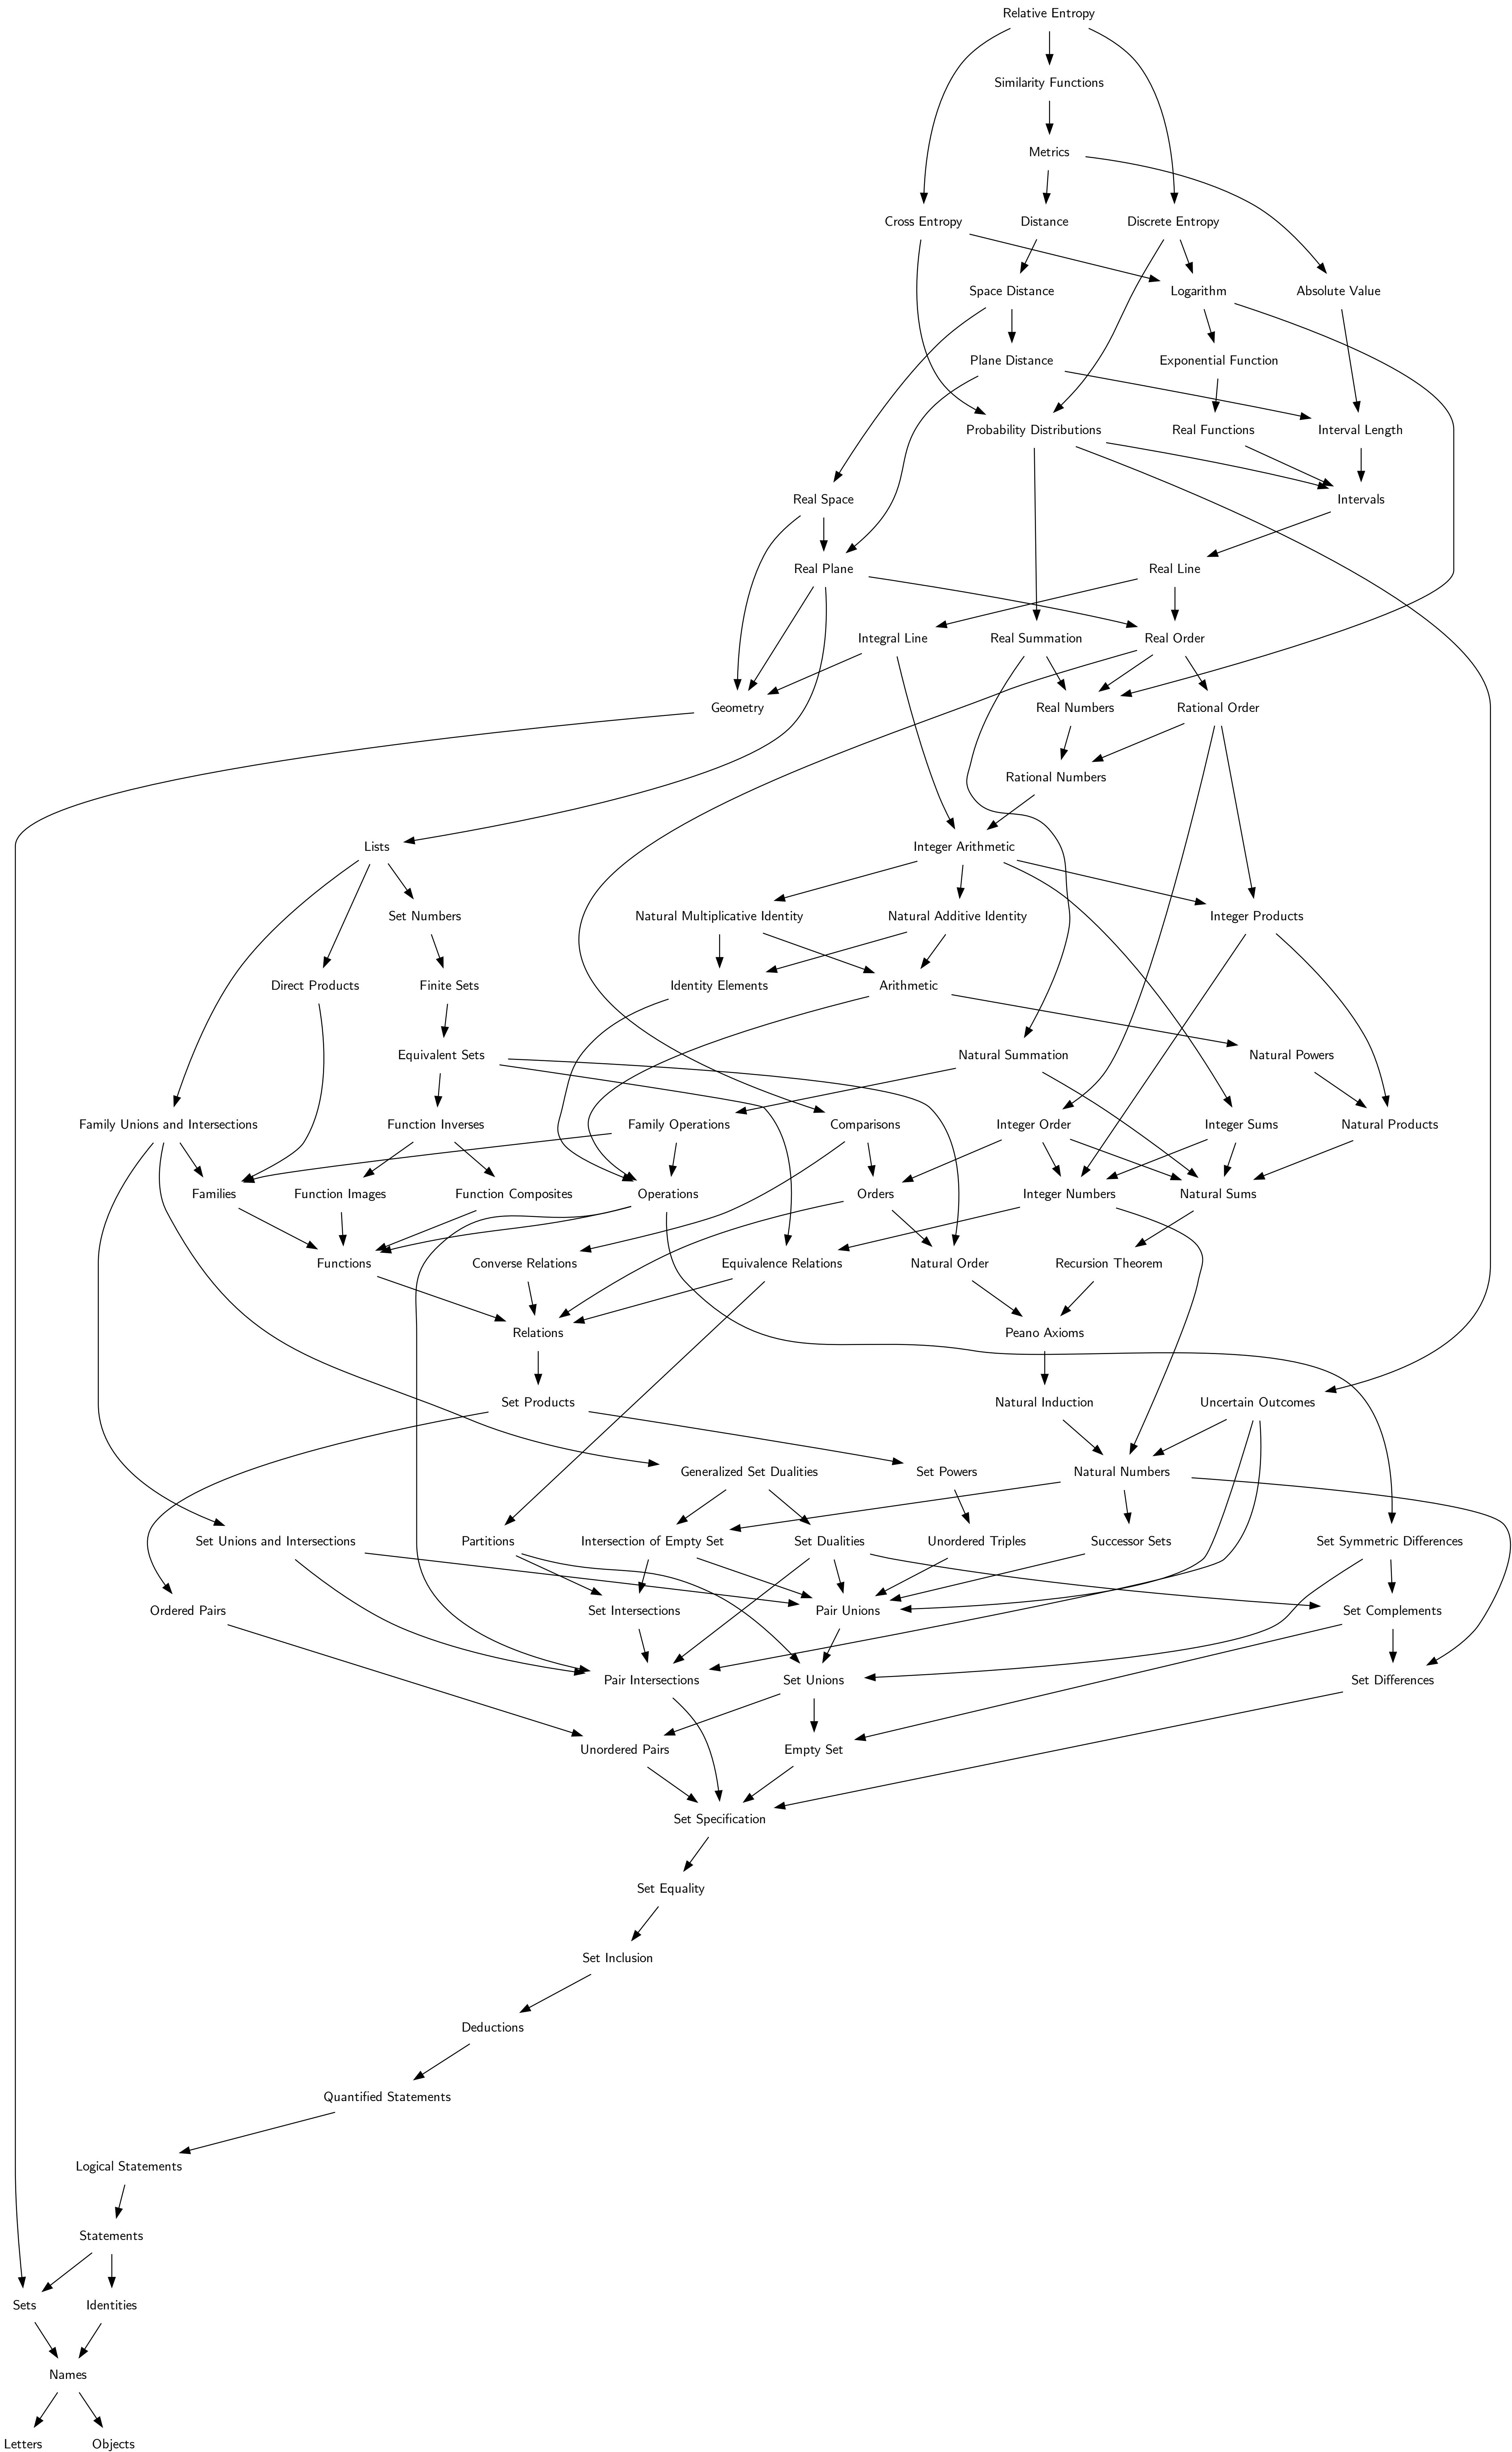 Relative Entropy
Similarity Functions
Metrics
Cross Entropy
Distance
Discrete Entropy
Space Distance
Logarithm
Absolute Value
Plane Distance
Exponential Function
Probability Distributions
Real Functions
Interval Length
Real Space
Intervals
Real Plane
Real Line
Integral Line
Real Summation
Real Order
Geometry
Real Numbers
Rational Order
Rational Numbers
Lists
Integer Arithmetic
Set Numbers
Natural Multiplicative Identity
Natural Additive Identity
Integer Products
Direct Products
Finite Sets
Identity Elements
Arithmetic
Equivalent Sets
Natural Summation
Natural Powers
Family Unions and Intersections
Function Inverses
Family Operations
Comparisons
Integer Order
Integer Sums
Natural Products
Families
Function Images
Function Composites
Operations
Orders
Integer Numbers
Natural Sums
Functions
Converse Relations
Equivalence Relations
Natural Order
Recursion Theorem
Relations
Peano Axioms
Set Products
Natural Induction
Uncertain Outcomes
Generalized Set Dualities
Set Powers
Natural Numbers
Set Unions and Intersections
Partitions
Intersection of Empty Set
Set Dualities
Unordered Triples
Successor Sets
Set Symmetric Differences
Ordered Pairs
Set Intersections
Pair Unions
Set Complements
Pair Intersections
Set Unions
Set Differences
Unordered Pairs
Empty Set
Set Specification
Set Equality
Set Inclusion
Deductions
Quantified Statements
Logical Statements
Statements
Sets
Identities
Names
Letters
Objects